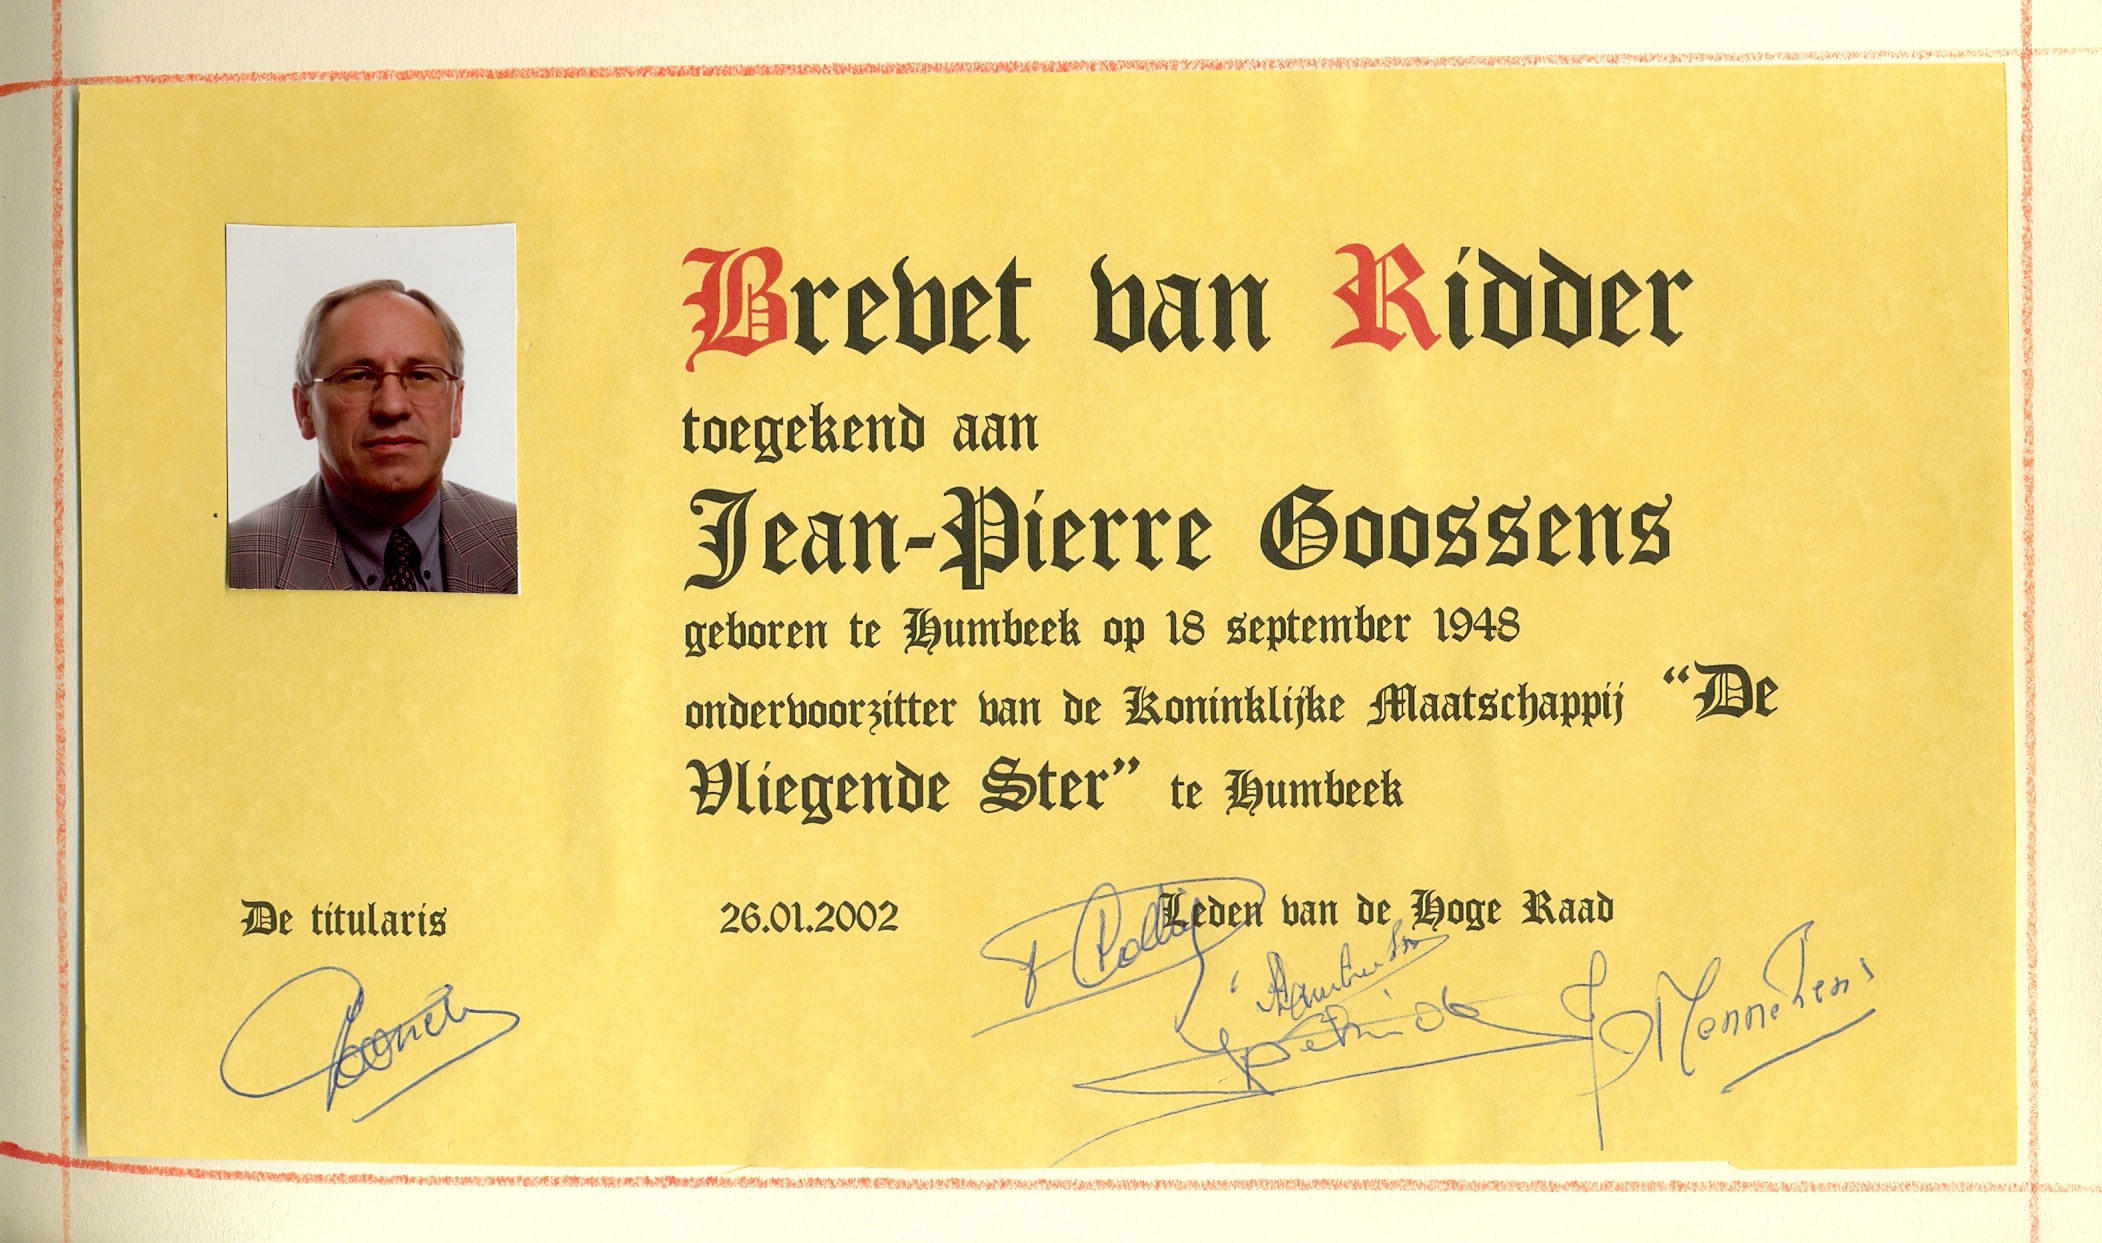 Brevet van Ridder
toegekend aan
Jean-Pierre Goossens
geboren te Humbeek op 18 september 1948
ondervoorzitter van de Koninklijke Maatschappij “De
Vliegende Ster” te Humbeek
De titularis 26.01.2002 Leden van de Hoge Raad